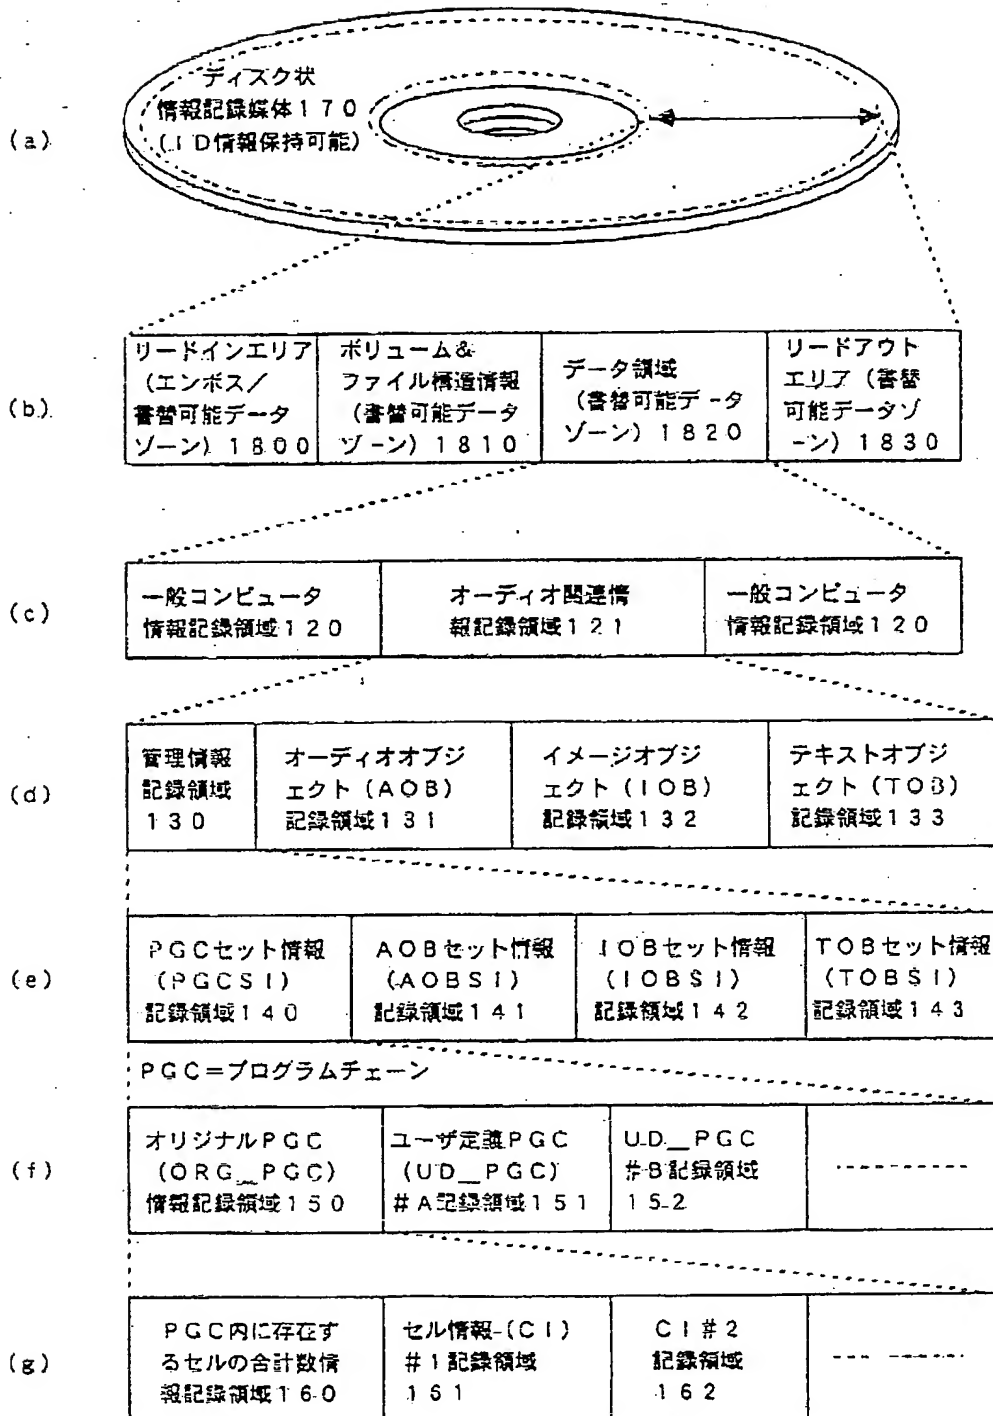 (a)
ディスク状
情報記録媒体170
(ID情報保持可能)
(b)
リードインエリア
(エンボス/
書替可能データ
ゾーン) 1800
ボリューム&
ファイル構造情報
(書替可能データ
ゾーン) 1810
データ領域
(書替可能データ
ゾーン) 1820
リードアウト
エリア (書替
可能データゾ
ーン) 1830
(c)
一般コンピュータ
情報記録領域120
オーディオ関連情
報記録領域121
一般コンピュータ
情報記録領域120
(d)
管理情報
記録領域
130
オーディオオブジ
ェクト(AOB)
記録領域131
イメージオブジ
ェクト(IOB)
記録領域132
テキストオブジ
ェクト(TOB)
記録領域133
(e)
PGCセット情報
(PGCSI)
記録領域140
AOBセット情報
(AOBSI)
記録領域141
IOBセット情報
(IOBSI)
記録領域142
TOBセット情報
(TOBSI)
記録領域143
PGC=プログラムチェーン
(f)
オリジナルPGC
(ORG_PGC)
情報記録領域150
ユーザ定義PGC
(UD_PGC)
#A記録領域151
UD_PGC
#B記録領域
152
(g)
PGC内に存在す
るセルの合計数情
報記録領域160
セル情報(CI)
#1記録領域
161
CI#2
記録領域
162